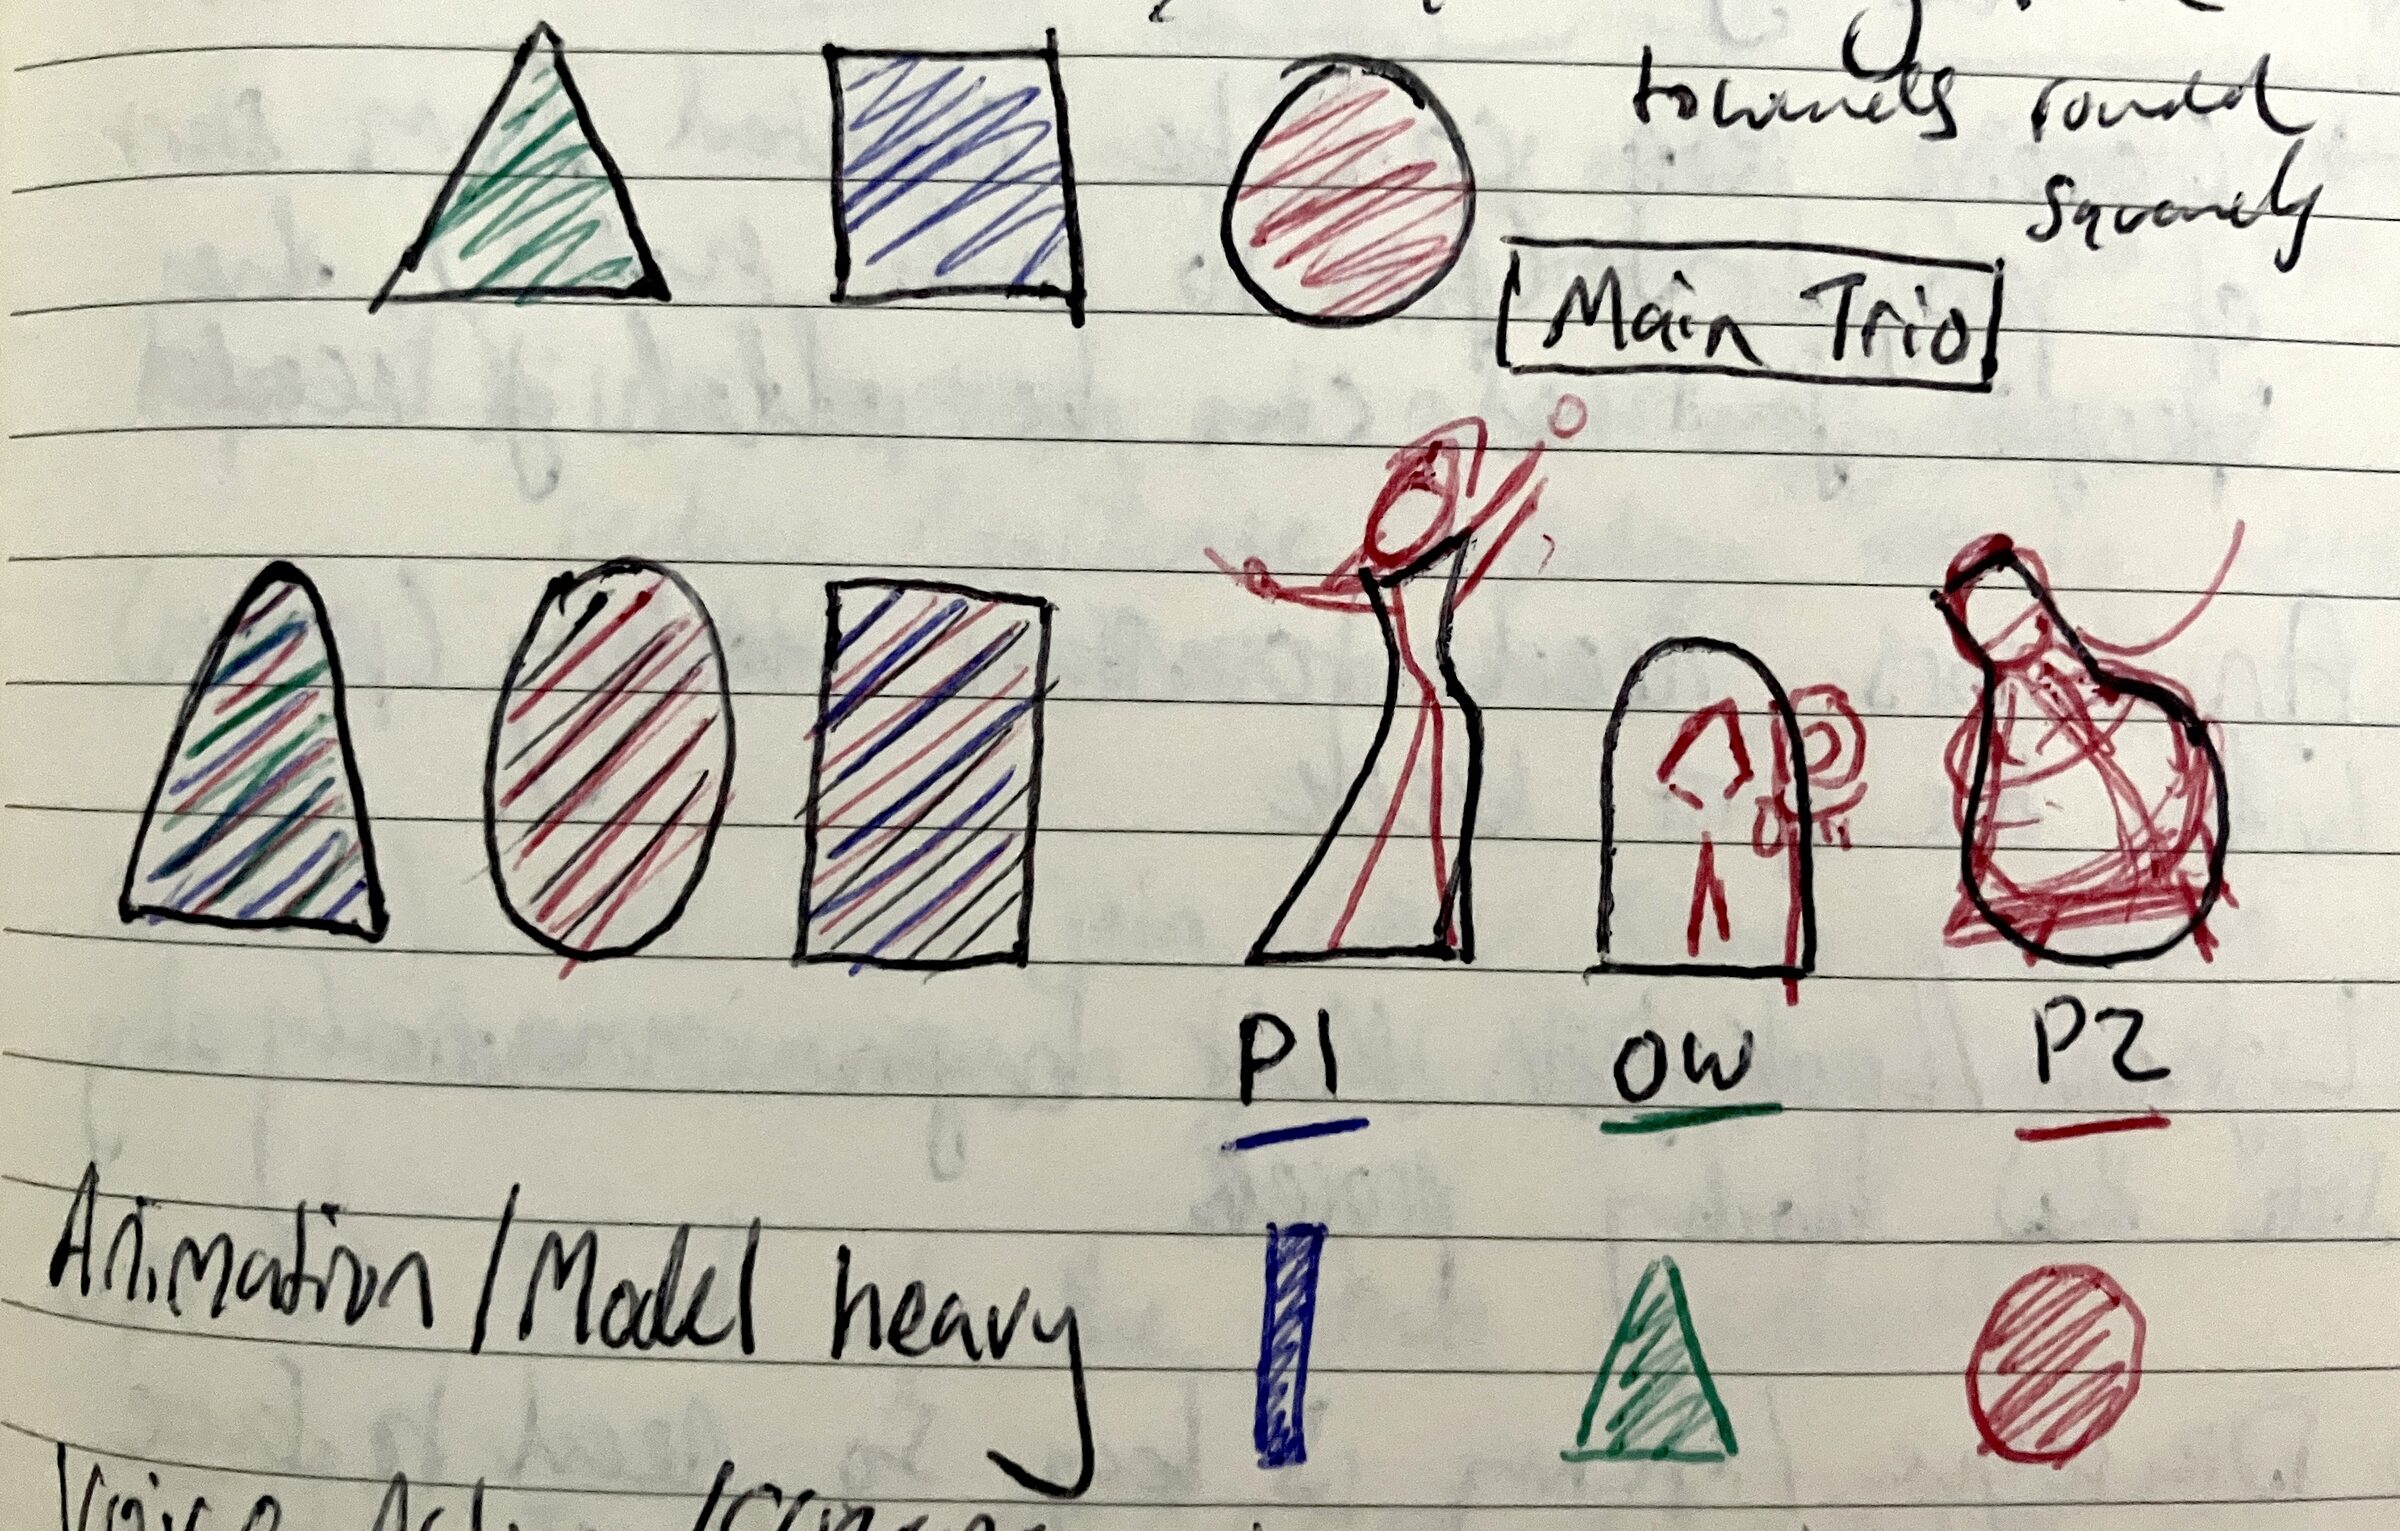 towards round
squarely
Main Trio
P1 OW P2
Animation/Model heavy